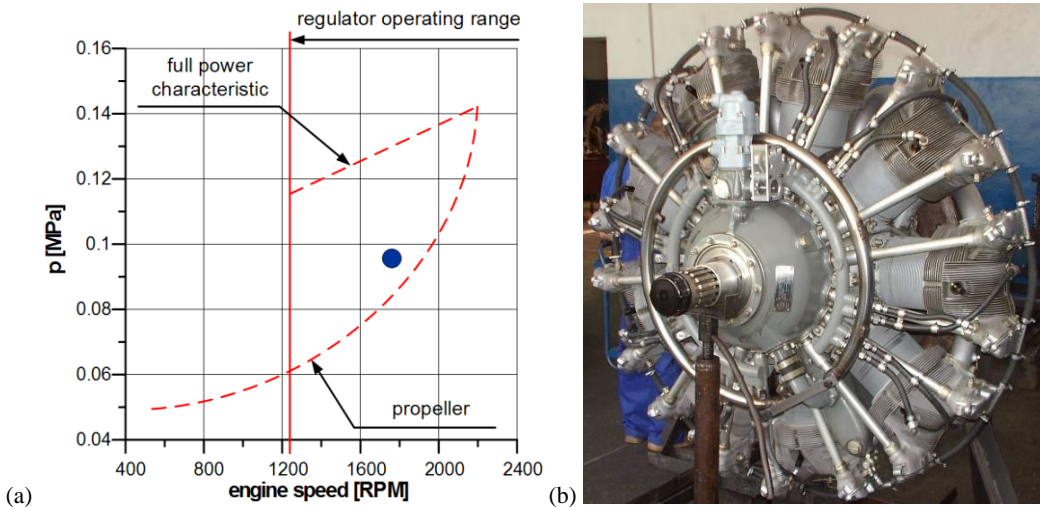 regulator operating range
0.16
full power
characteristic
0.14
0.12
0.1
p [MPa]
0.08
0.06
propeller
0.04
400 800 1200 1600 2000 2400
engine speed [RPM]
(a)
(b)